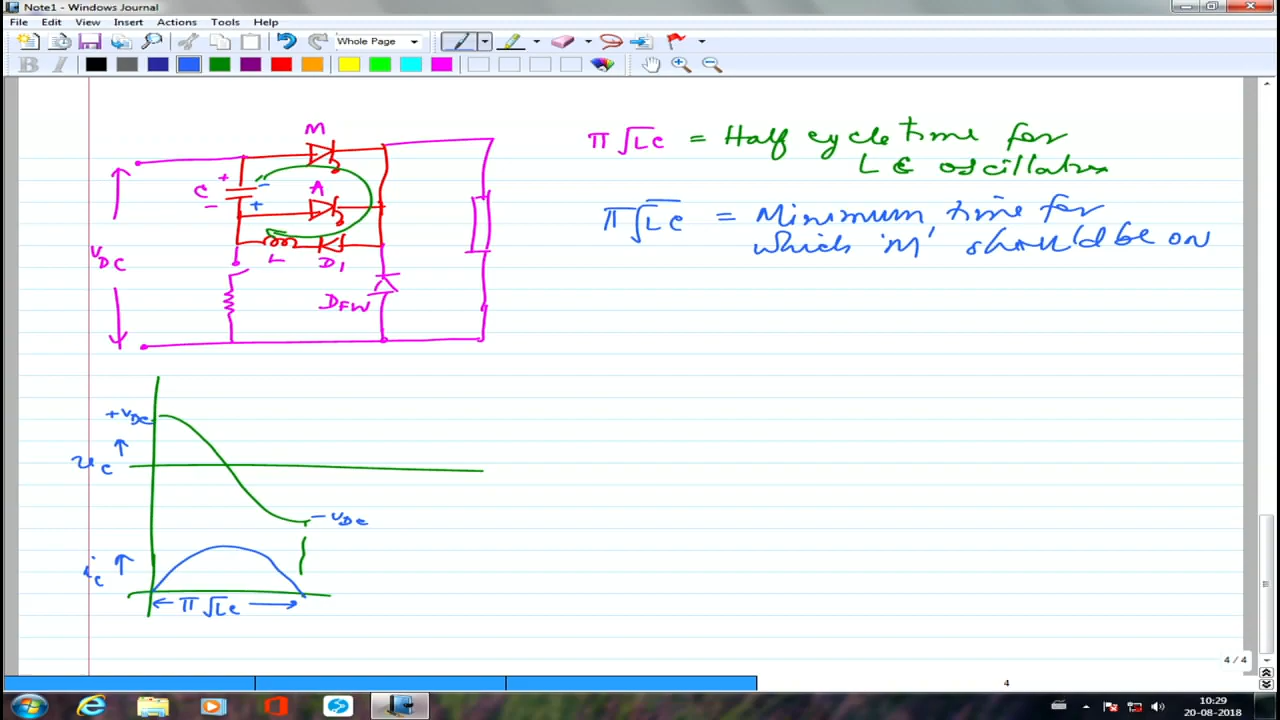 Note1 - Windows Journal
File Edit View Insert Actions Tools Help
Whole Page
B I
M
+
C
−
−
+
A
L
D1
VDC
DFW
π√LC = Half cycle time for
LC oscillation
π√LC = Minimum time for
which 'M' should be on
+VDC
vC
−VDC
iC
π√LC
4 / 4
4
10:29
20-08-2018